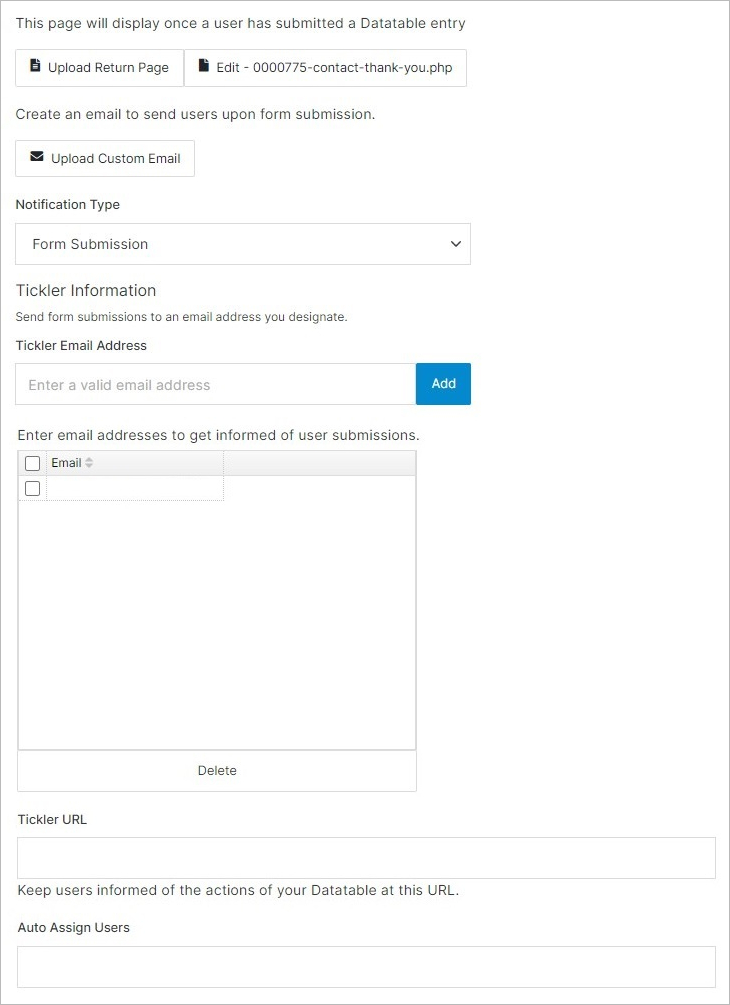 This page will display once a user has submitted a Datatable entry
Upload Return Page Edit - 0000775-contact-thank-you.php
Create an email to send users upon form submission.
Upload Custom Email
Notification Type
Form Submission
Tickler Information
Send form submissions to an email address you designate.
Tickler Email Address
Enter a valid email address Add
Enter email addresses to get informed of user submissions.
Email
Delete
Tickler URL
Keep users informed of the actions of your Datatable at this URL.
Auto Assign Users